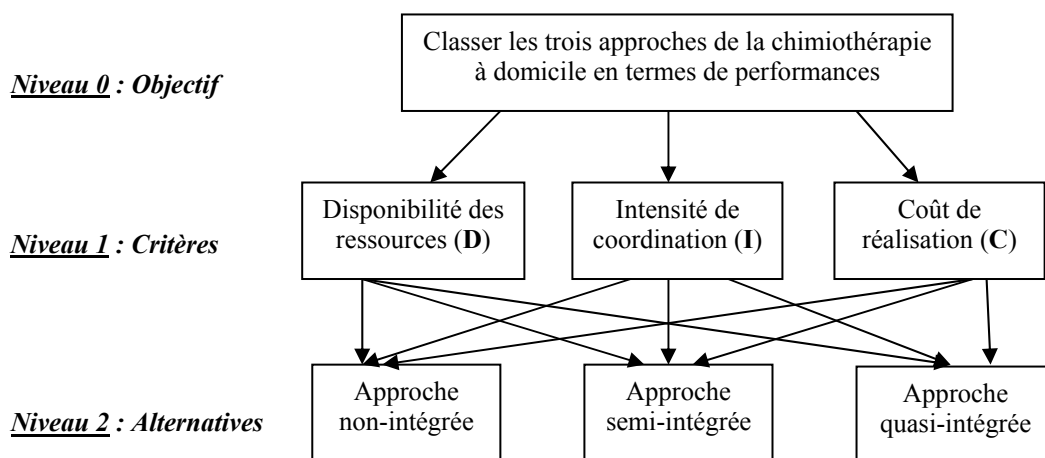 Classer les trois approches de la chimiothérapie
à domicile en termes de performances
Niveau 0 : Objectif
Disponibilité des
ressources (D)
Intensité de
coordination (I)
Coût de
réalisation (C)
Niveau 1 : Critères
Approche
non-intégrée
Approche
semi-intégrée
Approche
quasi-intégrée
Niveau 2 : Alternatives